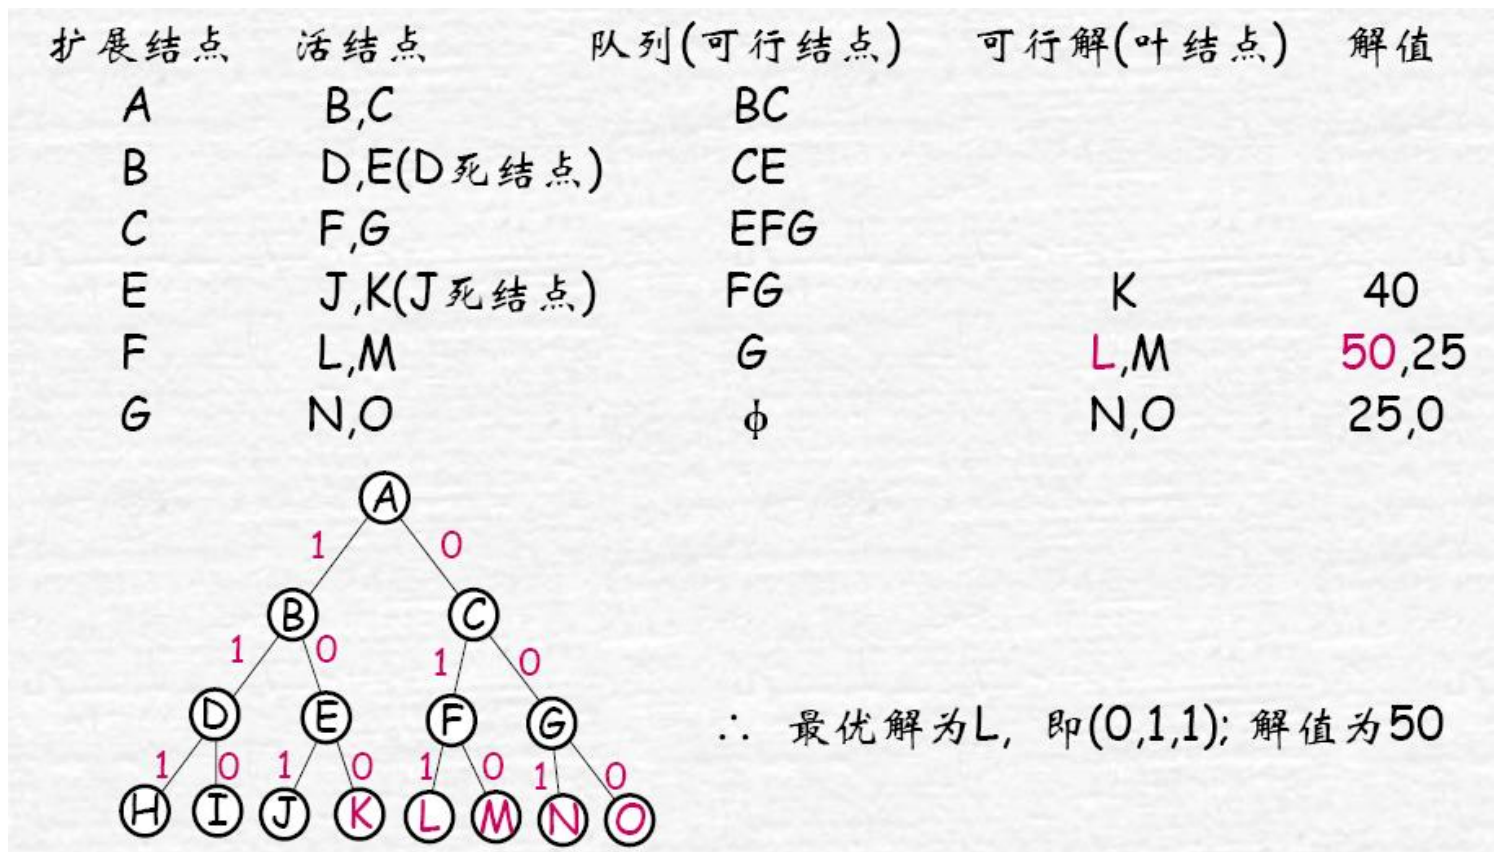 扩展结点 活结点 队列(可行结点) 可行解(叶结点) 解值
A B,C BC
B D,E(D死结点) CE
C F,G EFG
E J,K(J死结点) FG K 40
F L,M G L,M 50,25
G N,O ϕ N,O 25,0
A
1 0
B C
1 0 1 0
D E F G
∴ 最优解为L, 即(0,1,1); 解值为50
1 0 1 0 1 0 1 0
H I J K L M N O